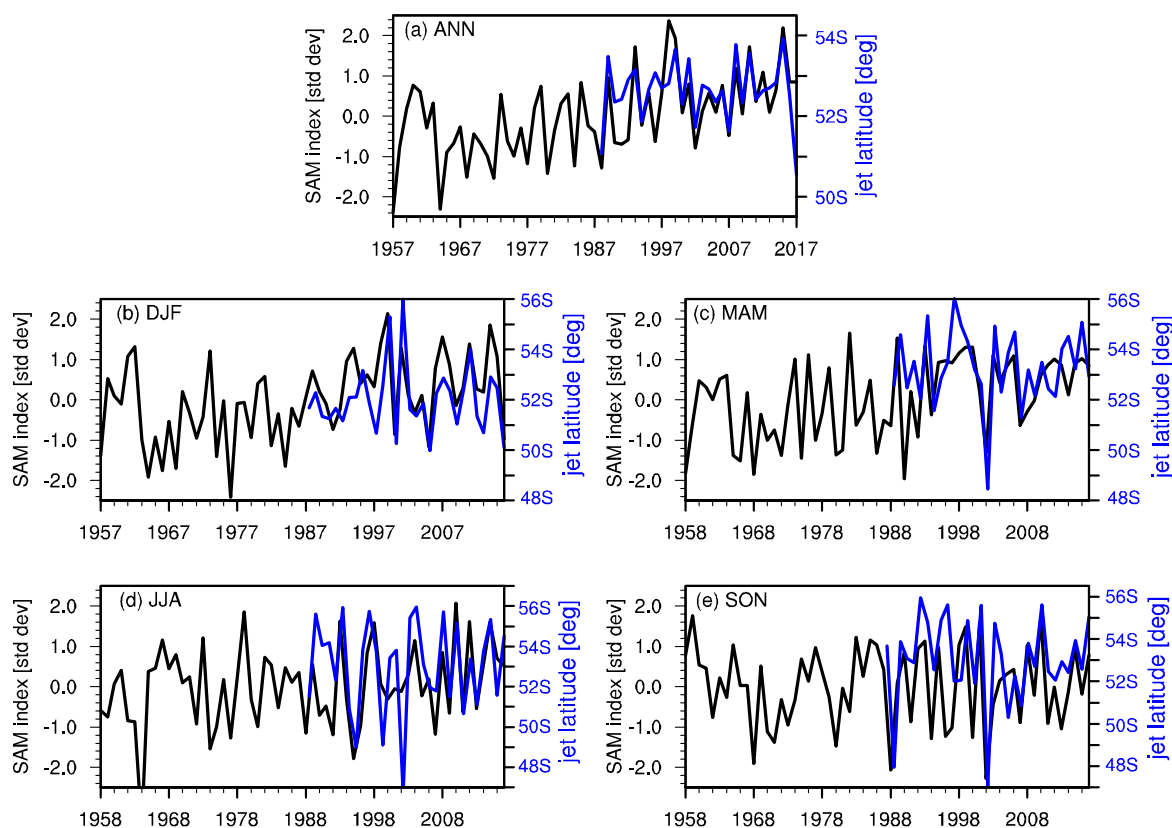 (a) ANN
SAM index [std dev]
2.0
1.0
0.0
-1.0
-2.0
54S
52S
50S
jet latitude [deg]
1957 1967 1977 1987 1997 2007 2017
(b) DJF
SAM index [std dev]
2.0
1.0
0.0
-1.0
-2.0
56S
54S
52S
50S
48S
jet latitude [deg]
1957 1967 1977 1987 1997 2007
(c) MAM
SAM index [std dev]
2.0
1.0
0.0
-1.0
-2.0
56S
54S
52S
50S
48S
jet latitude [deg]
1958 1968 1978 1988 1998 2008
(d) JJA
SAM index [std dev]
2.0
1.0
0.0
-1.0
-2.0
56S
54S
52S
50S
48S
jet latitude [deg]
1958 1968 1978 1988 1998 2008
(e) SON
SAM index [std dev]
2.0
1.0
0.0
-1.0
-2.0
56S
54S
52S
50S
48S
jet latitude [deg]
1958 1968 1978 1988 1998 2008